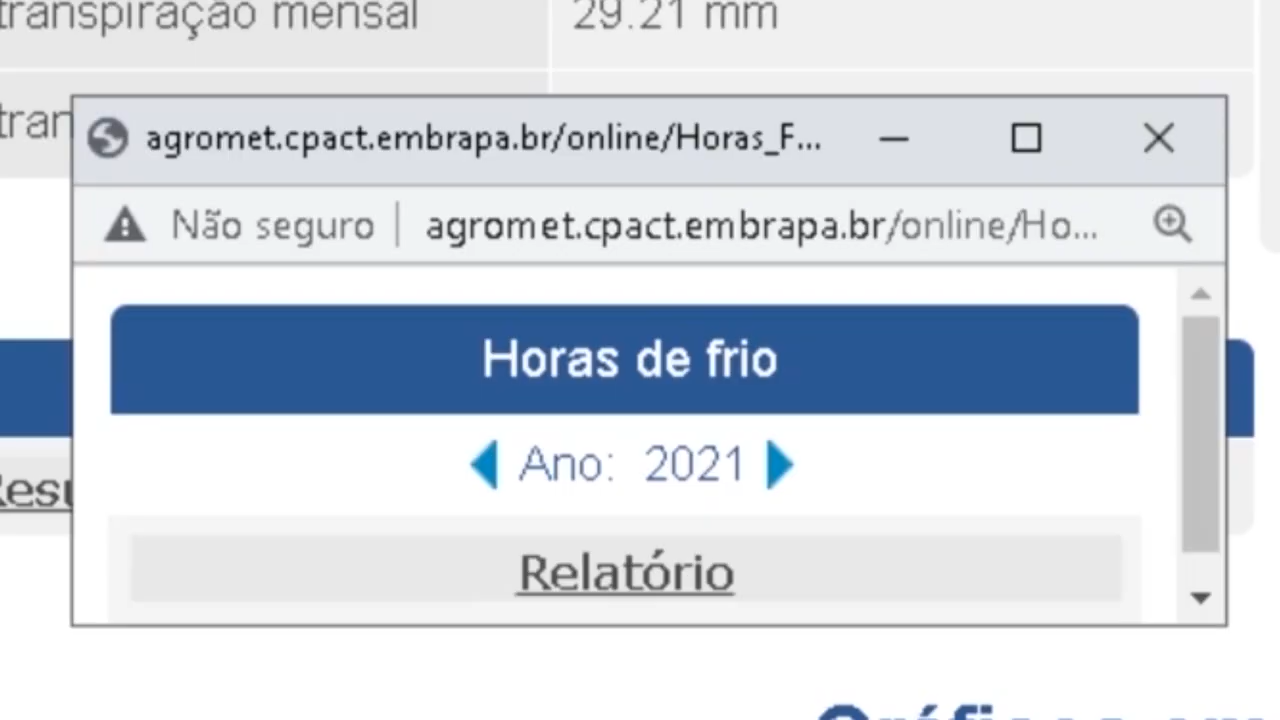 transpiração mensal 29.21 mm
agromet.cpact.embrapa.br/online/Horas_F...
Não seguro agromet.cpact.embrapa.br/online/Ho...
Horas de frio
Ano: 2021
Relatório